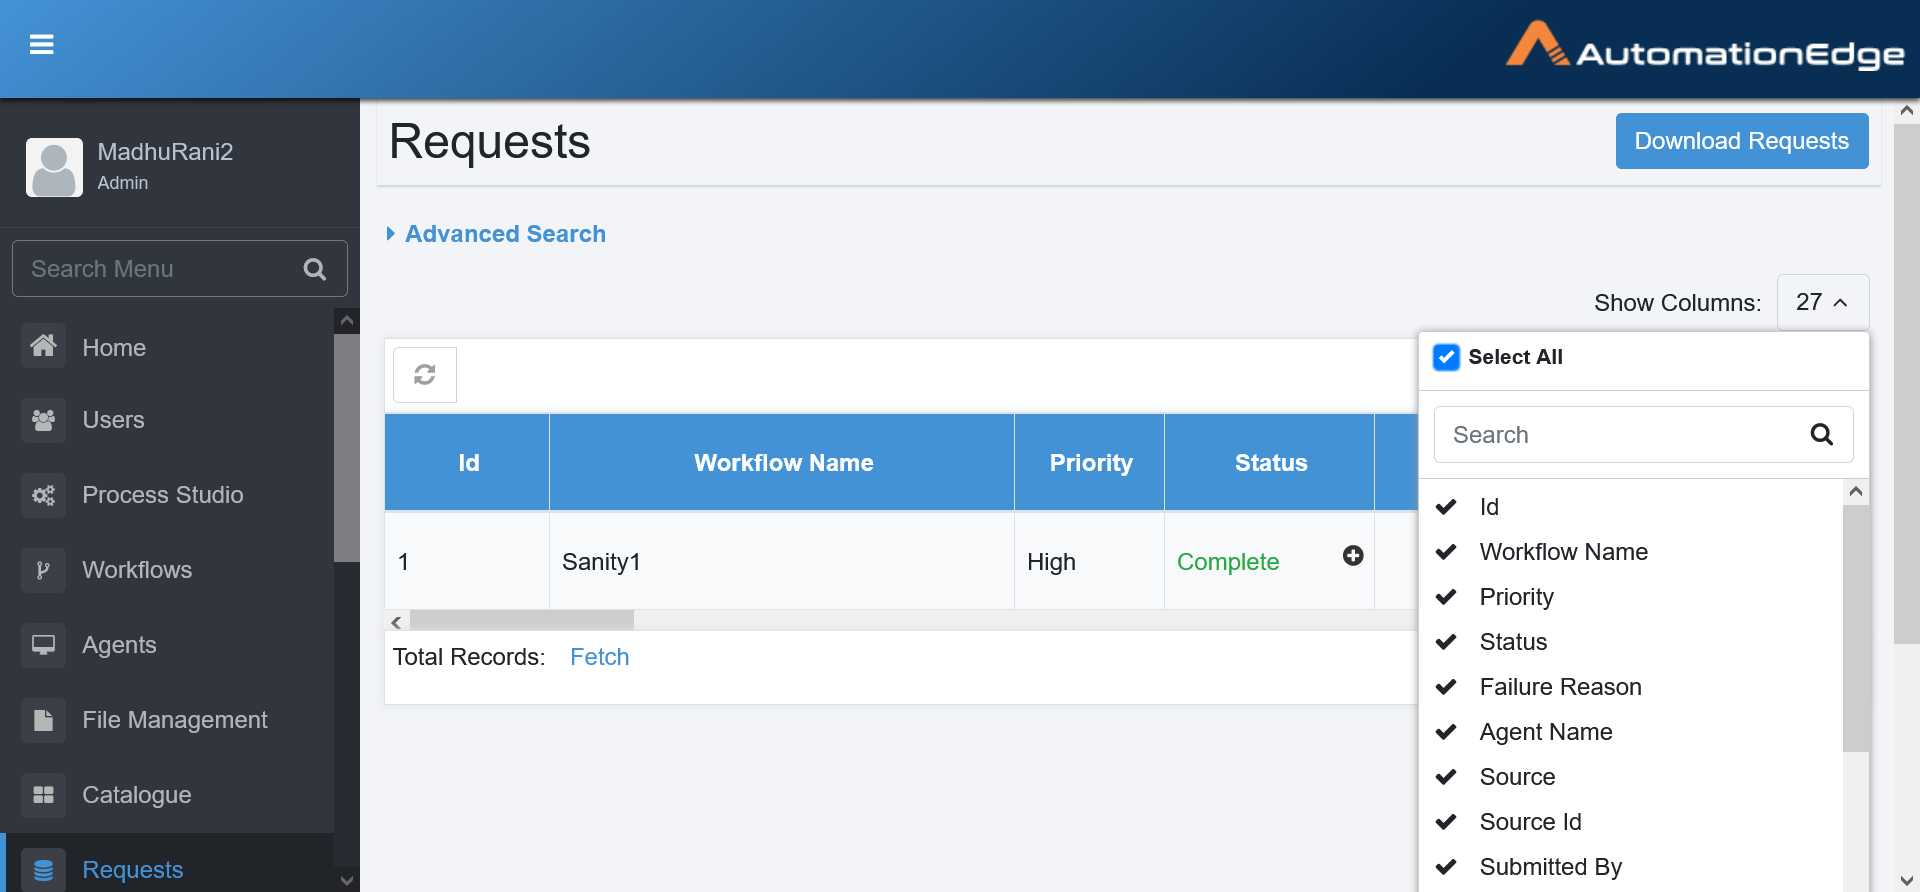 AutomationEdge
MadhuRani2
Admin
Search Menu
Home
Users
Process Studio
Workflows
Agents
File Management
Catalogue
Requests
Requests
Download Requests
Advanced Search
Show Columns: 27
Id Workflow Name Priority Status
1 Sanity1 High Complete
Total Records: Fetch
Select All
Search
Id
Workflow Name
Priority
Status
Failure Reason
Agent Name
Source
Source Id
Submitted By